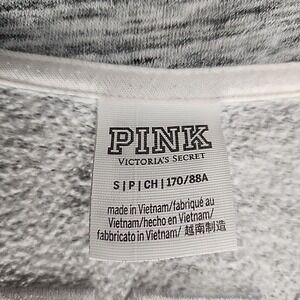 PINK
VICTORIA'S SECRET
S | P | CH | 170/88A
made in Vietnam/fabriqué au
Vietnam/hecho en Vietnam/
fabbricato in Vietnam/ 越南制造